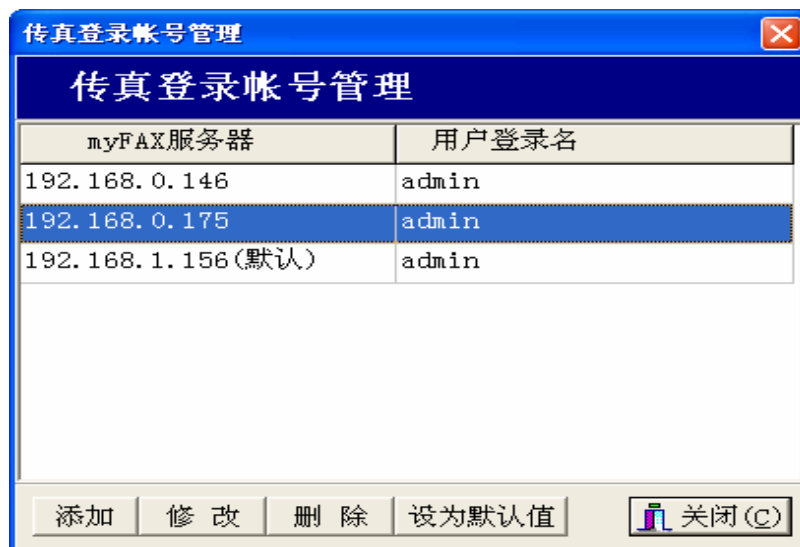 传真登录帐号管理
传真登录帐号管理
myFAX服务器 用户登录名
192.168.0.146 admin
192.168.0.175 admin
192.168.1.156(默认) admin
添加 修 改 删 除 设为默认值 关闭(C)